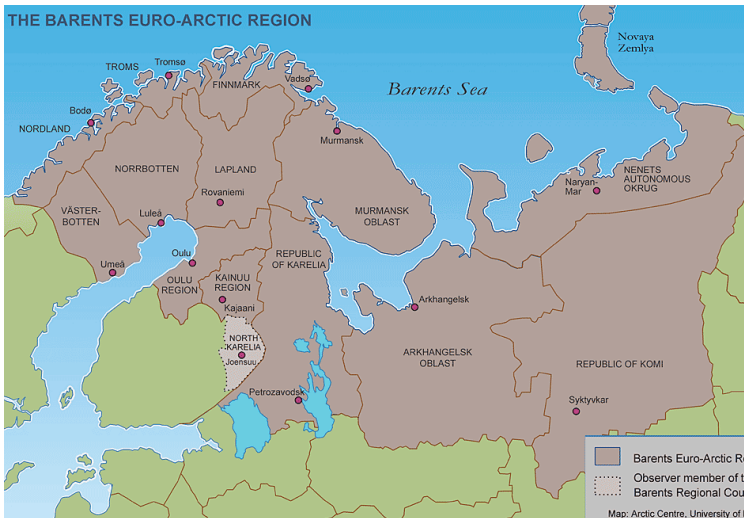 THE BARENTS EURO-ARCTIC REGION
Novaya
Zemlya
Tromsø
TROMS
Vadsø
FINNMARK
Barents Sea
Bodø
NORDLAND
Murmansk
NORRBOTTEN
LAPLAND
NENETS
AUTONOMOUS
OKRUG
Naryan-
Mar
Rovaniemi
VÄSTER-
BOTTEN
Luleå
MURMANSK
OBLAST
Oulu
REPUBLIC
OF KARELIA
Umeå
OULU
REGION
KAINUU
REGION
Kajaani
Arkhangelsk
NORTH
KARELIA
Joensuu
ARKHANGELSK
OBLAST
REPUBLIC OF KOMI
Petrozavodsk
Syktyvkar
Barents Euro-Arctic
Observer member of
Barents Regional
Map: Arctic Centre, University of